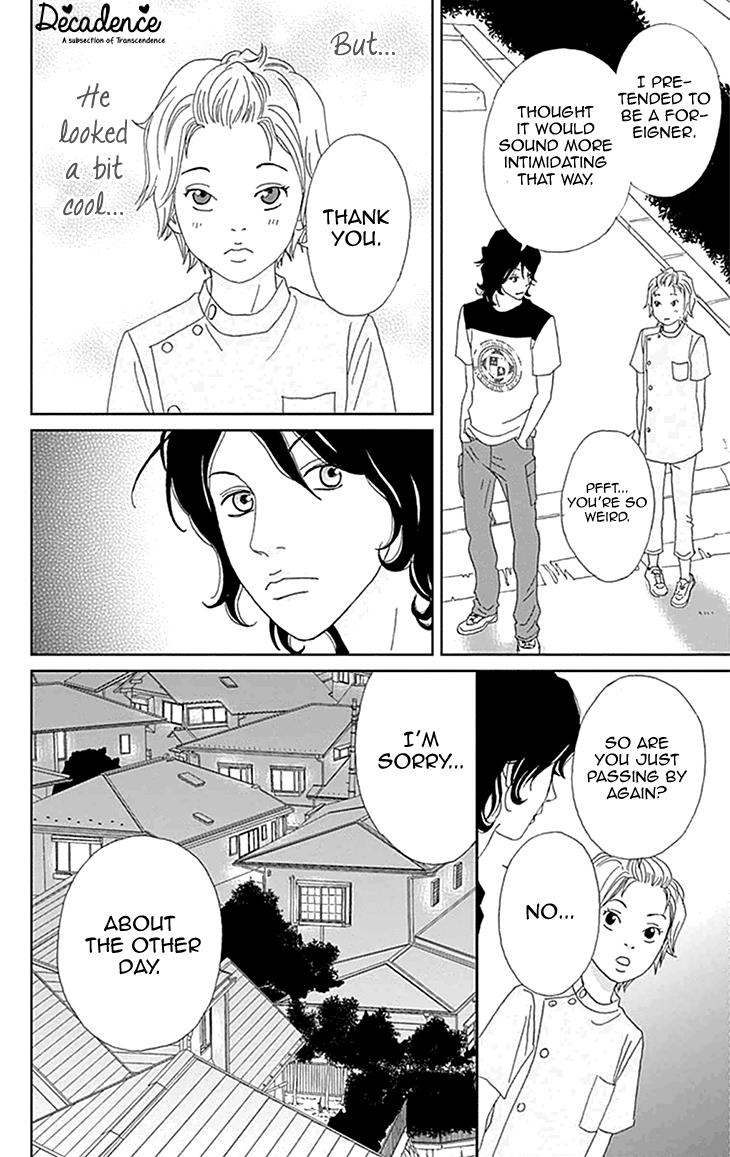 Decadence
A subsection of Transcendence
I PRE-
TENDED TO
BE A FOR-
EIGNER.
THOUGHT
IT WOULD
SOUND MORE
INTIMIDATING
THAT WAY.
PFFT...
YOU'RE SO
WEIRD.
But...
He
looked
a bit
cool...
THANK
YOU.
SO ARE
YOU JUST
PASSING BY
AGAIN?
NO...
I'M
SORRY...
ABOUT
THE OTHER
DAY.